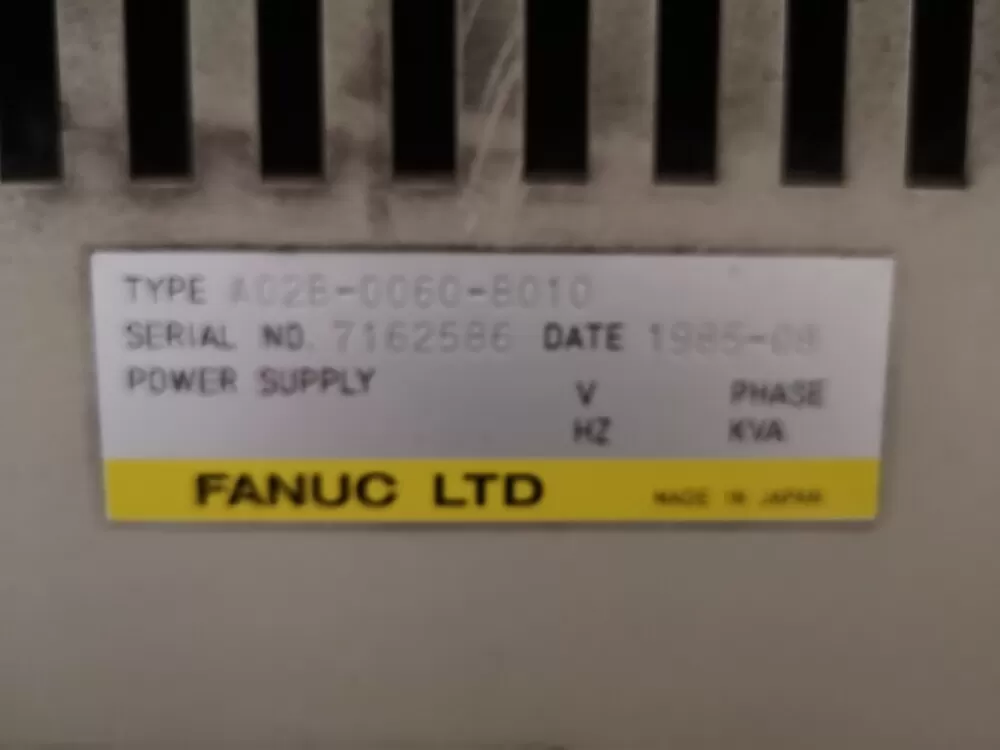 TYPE A02B-0060-B010
SERIAL NO. 7162586 DATE 1985-08
POWER SUPPLY V PHASE
HZ KVA
FANUC LTD MADE IN JAPAN